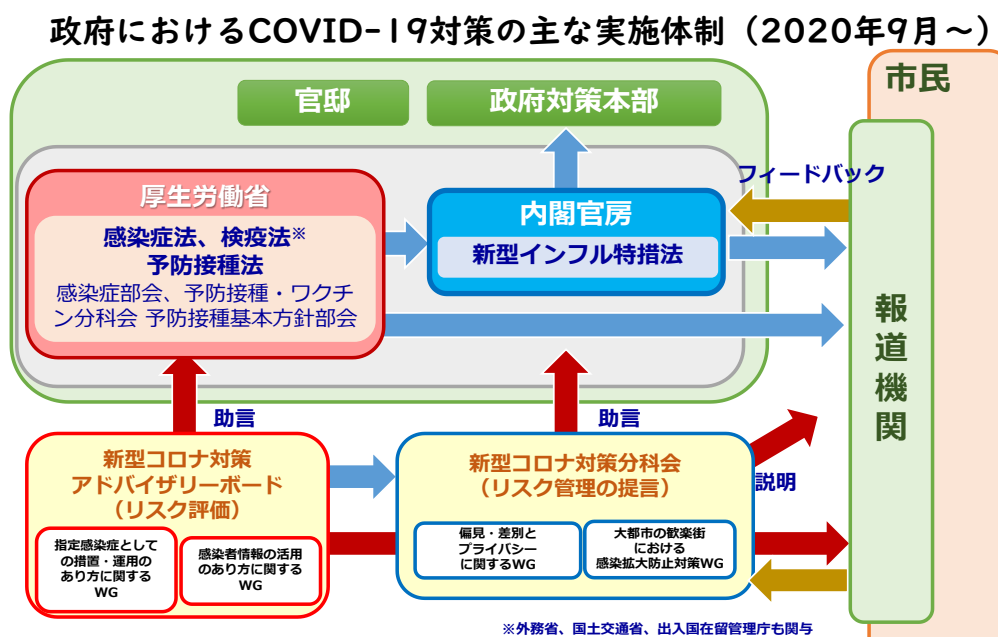 政府におけるCOVID-19対策の主な実施体制（2020年9月～）
市民
官邸
政府対策本部
フィードバック
厚生労働省
感染症法、検疫法※
予防接種法
感染症部会、予防接種・ワクチ
ン分科会 予防接種基本方針部会
内閣官房
新型インフル特措法
報
道
機
関
助言
助言
新型コロナ対策
アドバイザリーボード
（リスク評価）
指定感染症として
の措置・運用の
あり方に関する
WG
感染者情報の活用
のあり方に関する
WG
新型コロナ対策分科会
（リスク管理の提言）
偏見・差別と
プライバシー
に関するWG
大都市の歓楽街
における
感染拡大防止対策WG
説明
※外務省、国土交通省、出入国在留管理庁も関与